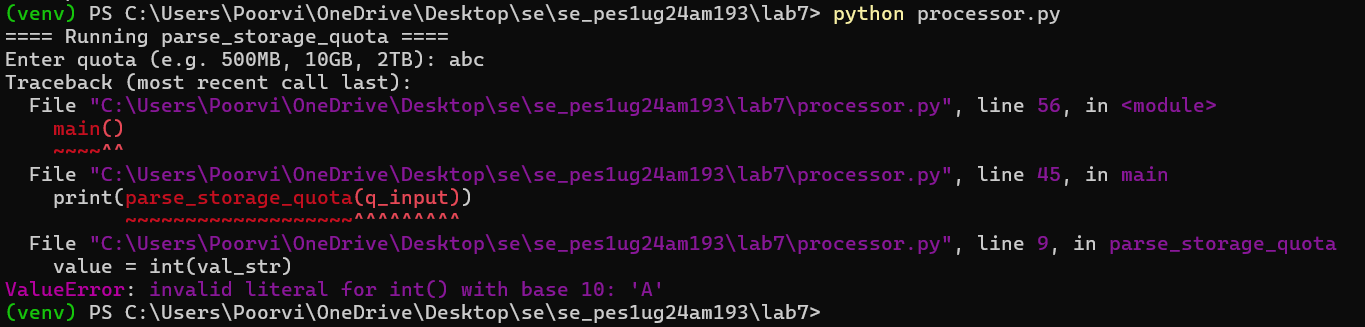 (venv) PS C:\Users\Poorvi\OneDrive\Desktop\se\se_pes1ug24am193\lab7> python processor.py
==== Running parse_storage_quota ====
Enter quota (e.g. 500MB, 10GB, 2TB): abc
Traceback (most recent call last):
  File "C:\Users\Poorvi\OneDrive\Desktop\se\se_pes1ug24am193\lab7\processor.py", line 56, in <module>
    main()
    ~~~~^^
  File "C:\Users\Poorvi\OneDrive\Desktop\se\se_pes1ug24am193\lab7\processor.py", line 45, in main
    print(parse_storage_quota(q_input))
          ~~~~~~~~~~~~~~~~~~~^^^^^^^^^
  File "C:\Users\Poorvi\OneDrive\Desktop\se\se_pes1ug24am193\lab7\processor.py", line 9, in parse_storage_quota
    value = int(val_str)
ValueError: invalid literal for int() with base 10: 'A'
(venv) PS C:\Users\Poorvi\OneDrive\Desktop\se\se_pes1ug24am193\lab7>